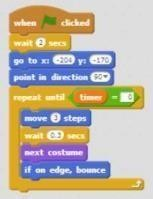 when clicked
wait 2 secs
go to x: -204 y: -170
point in direction 90
repeat until timer = 0
move 3 steps
wait 0.3 secs
next costume
if on edge, bounce